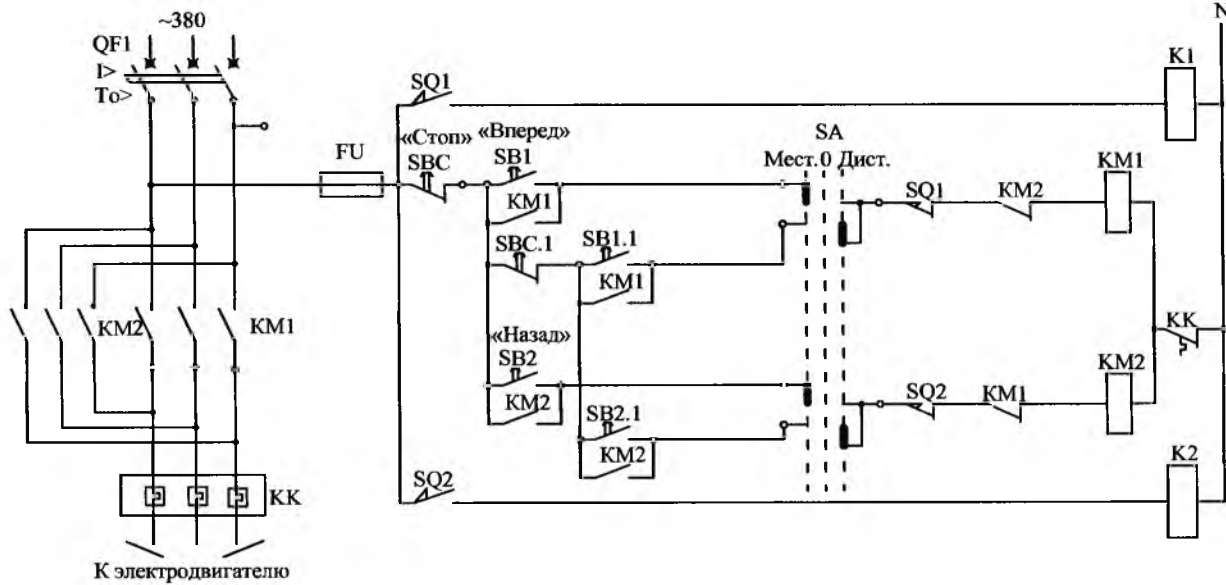 ~380
N
QF1
I>
To>
SQ1
K1
«Стоп» «Вперед»
SA
FU
SBC
SB1
Мест. 0 Дист.
KM1
KM1
SQ1
KM2
SBC.1
SB1.1
KM1
KM2
KM1
«Назад»
SB2
KK
KM2
KM2
SB2.1
SQ2
KM1
KM2
SQ2
K2
KK
К электродвигателю